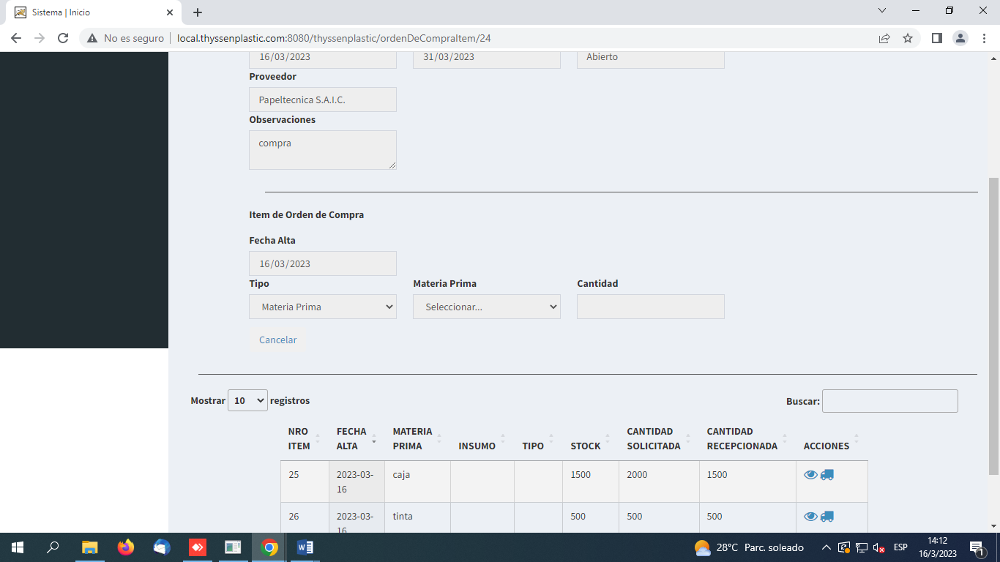 Sistema | Inicio
No es seguro
local.thyssenplastic.com:8080/thyssenplastic/ordenDeCompraItem/24
16/03/2023
31/03/2023
Abierto
Proveedor
Papeltecnica S.A.I.C.
Observaciones
compra
Item de Orden de Compra
Fecha Alta
16/03/2023
Tipo
Materia Prima
Cantidad
Materia Prima
Seleccionar...
Cancelar
Mostrar 10 registros
Buscar:
NRO ITEM
FECHA ALTA
MATERIA PRIMA
INSUMO
TIPO
STOCK
CANTIDAD SOLICITADA
CANTIDAD RECEPCIONADA
ACCIONES
25 2023-03-16 caja 1500 2000 1500
26 2023-03-16 tinta 500 500 500
28°C Parc. soleado
ESP
14:12
16/3/2023
1